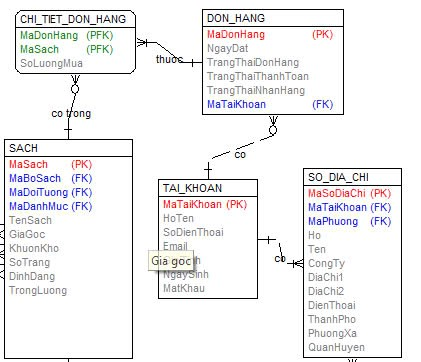 CHI_TIET_DON_HANG
MaDonHang (PFK)
MaSach (PFK)
SoLuongMua
DON_HANG
MaDonHang (PK)
NgayDat
TrangThaiDonHang
TrangThaiThanhToan
TrangThaiNhanHang
MaTaiKhoan (FK)
thuoc
co trong
co
SACH
MaSach (PK)
MaBoSach (FK)
MaDoiTuong (FK)
MaDanhMuc (FK)
TenSach
GiaGoc
KhuonKho
SoTrang
DinhDang
TrongLuong
TAI_KHOAN
MaTaiKhoan (PK)
HoTen
SoDienThoai
Email
Gia goc
NgaySinh
MatKhau
co
SO_DIA_CHI
MaSoDiaChi (PK)
MaTaiKhoan (FK)
MaPhuong (FK)
Ho
Ten
CongTy
DiaChi1
DiaChi2
DienThoai
ThanhPho
PhuongXa
QuanHuyen